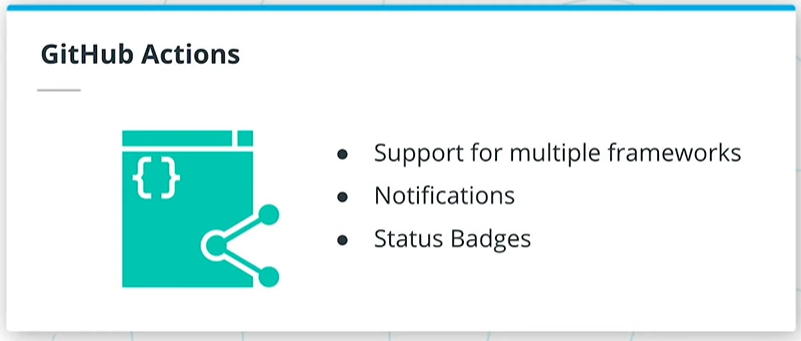 GitHub Actions
{}
● Support for multiple frameworks
● Notifications
● Status Badges